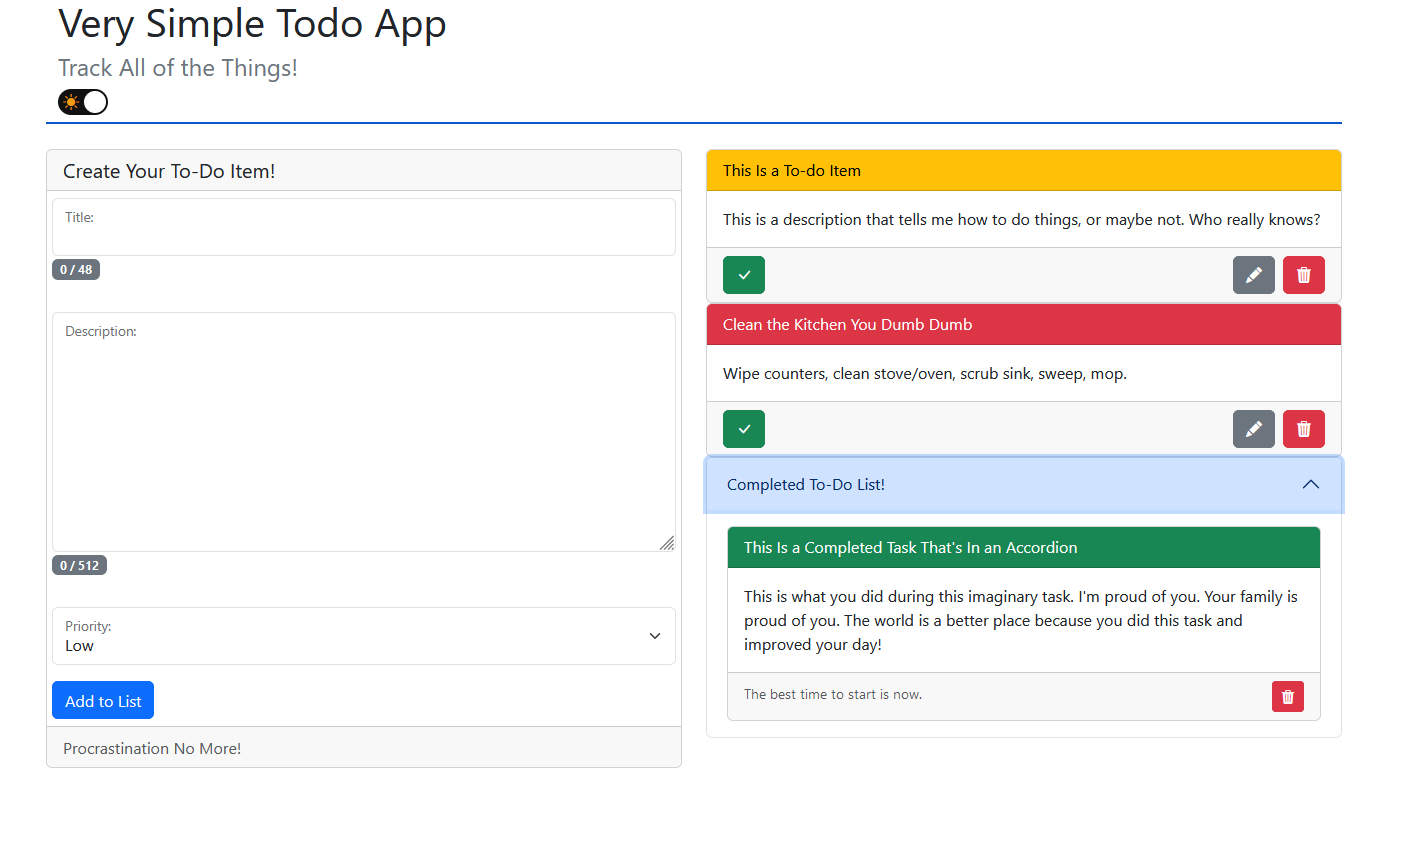 Very Simple Todo App
Track All of the Things!
Create Your To-Do Item!
Title:
0 / 48
Description:
0 / 512
Priority:
Low
Add to List
Procrastination No More!
This Is a To-do Item
This is a description that tells me how to do things, or maybe not. Who really knows?
Clean the Kitchen You Dumb Dumb
Wipe counters, clean stove/oven, scrub sink, sweep, mop.
Completed To-Do List!
This Is a Completed Task That's In an Accordion
This is what you did during this imaginary task. I'm proud of you. Your family is
proud of you. The world is a better place because you did this task and
improved your day!
The best time to start is now.